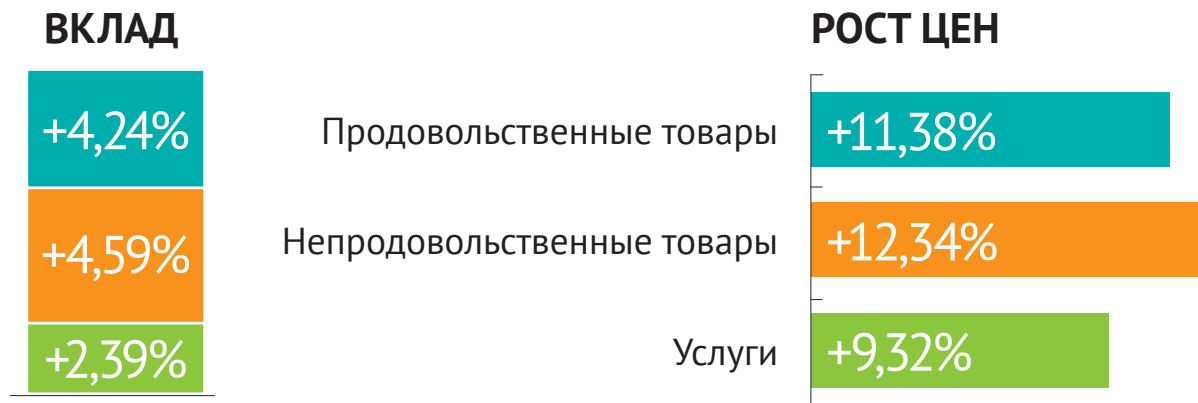 ВКЛАД
РОСТ ЦЕН
+4,24%
Продовольственные товары
+11,38%
+4,59%
Непродовольственные товары
+12,34%
+2,39%
Услуги
+9,32%